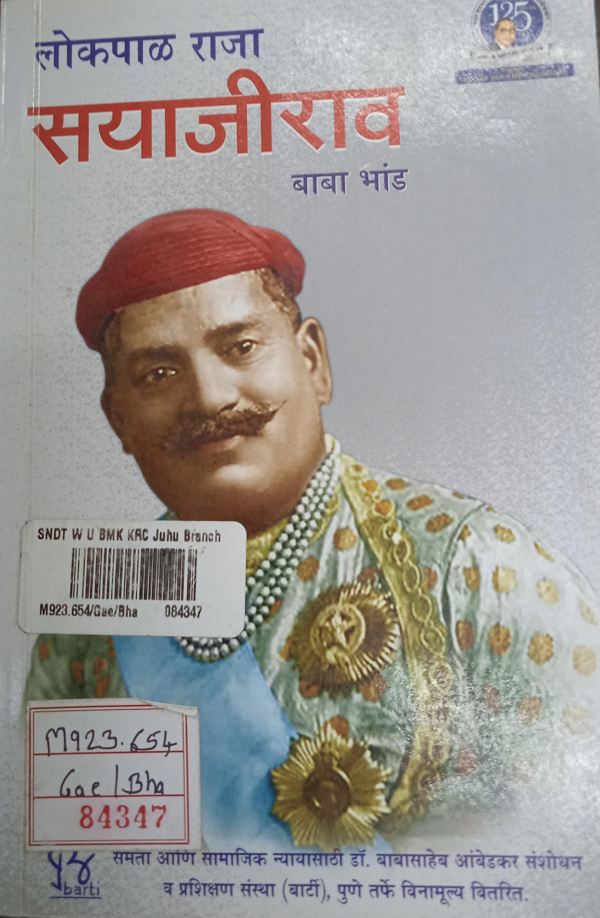 लोकपाळ राजा
125
सयाजीराव
बाबा भांड
SNDT W U BMK KRC Juhu Branch
M923.654/Gae/Bha 084347
M923.654
Gae/Bha
84347
barti
समता आणि सामाजिक न्यायासाठी डॉ. बाबासाहेब आंबेडकर संशोधन
व प्रशिक्षण संस्था (बार्टी), पुणे तर्फे विनामूल्य वितरित.